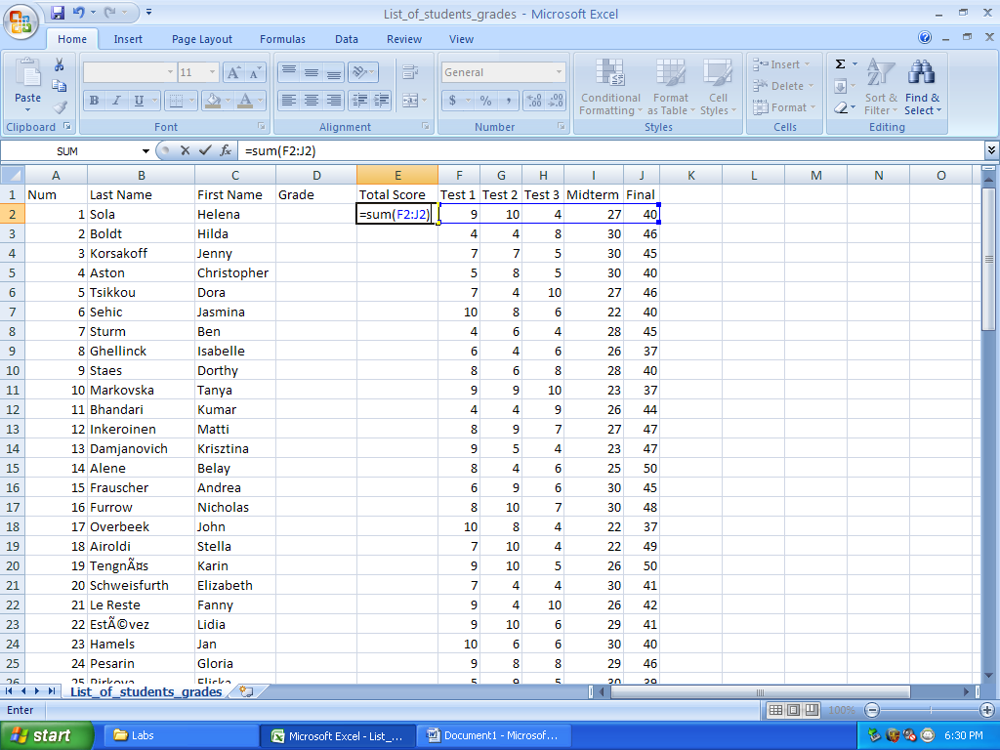 List_of_students_grades - Microsoft Excel
Home Insert Page Layout Formulas Data Review View
Paste
11
B I U
A A
General
$ % ,
Conditional Formatting
Format as Table
Cell Styles
Insert
Delete
Format
Σ
Sort & Filter
Find & Select
Clipboard Font Alignment Number Styles Cells Editing
SUM fx =sum(F2:J2)
A B C D E F G H I J K L M N O
1 Num Last Name First Name Grade Total Score Test 1 Test 2 Test 3 Midterm Final
2 1 Sola Helena =sum(F2:J2) 9 10 4 27 40
3 2 Boldt Hilda 4 4 8 30 46
4 3 Korsakoff Jenny 7 7 5 30 45
5 4 Aston Christopher 5 8 5 30 40
6 5 Tsikkou Dora 7 4 10 27 46
7 6 Sehic Jasmina 10 8 6 22 40
8 7 Sturm Ben 4 6 4 28 45
9 8 Ghellinck Isabelle 6 4 6 26 37
10 9 Staes Dorthy 8 6 8 28 40
11 10 Markovska Tanya 9 9 10 23 37
12 11 Bhandari Kumar 4 4 9 26 44
13 12 Inkeroinen Matti 8 9 7 27 47
14 13 Damjanovich Krisztina 9 5 4 23 47
15 14 Alene Belay 8 4 6 25 50
16 15 Frauscher Andrea 6 9 6 30 45
17 16 Furrow Nicholas 8 10 7 30 48
18 17 Overbeek John 10 8 4 22 37
19 18 Airoldi Stella 7 10 4 22 49
20 19 TengnÃ¤s Karin 9 10 5 26 50
21 20 Schweisfurth Elizabeth 7 4 4 30 41
22 21 Le Reste Fanny 9 4 10 26 42
23 22 EstÃ©vez Lidia 9 10 6 29 41
24 23 Hamels Jan 10 6 6 30 40
25 24 Pesarin Gloria 9 8 8 29 46
26 25 Pirkova Eliska 5 9 5 30 39
List_of_students_grades
Enter 100%
start Labs Microsoft Excel - List_... Document1 - Microsof... 6:30 PM